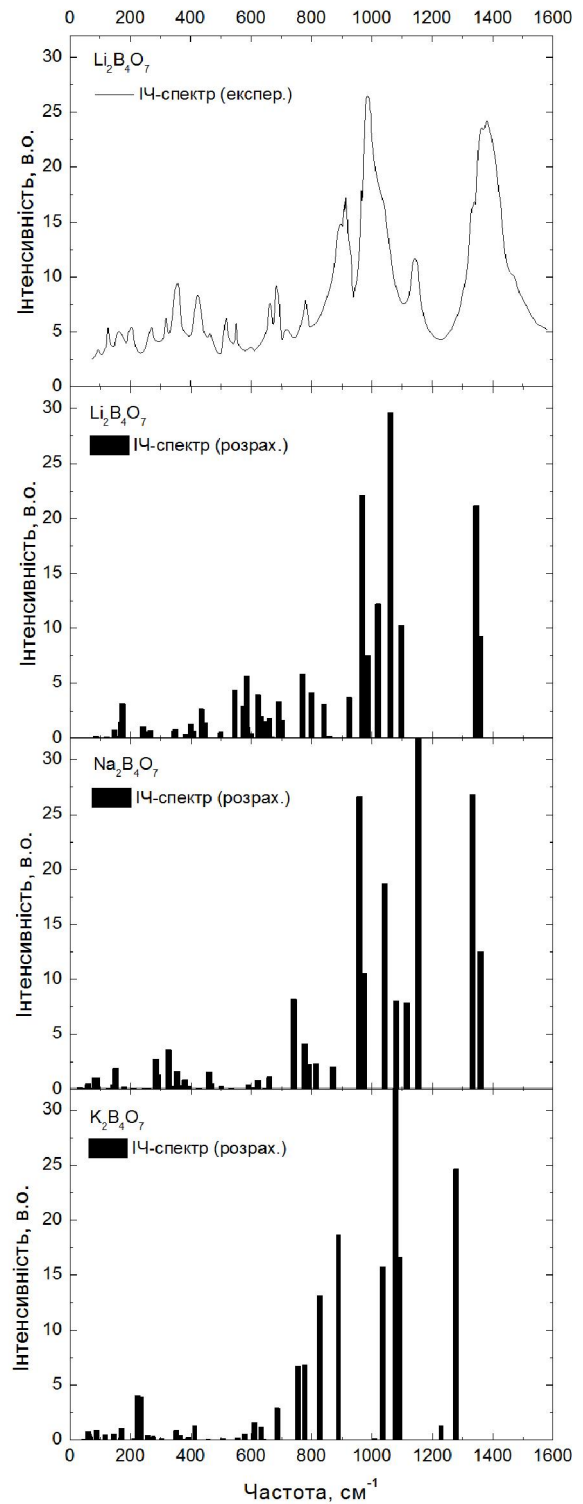 0 200 400 600 800 1000 1200 1400 1600
Li2B4O7
ІЧ-спектр (експер.)
Інтенсивність, в.о.
30
25
20
15
10
5
0
Li2B4O7
ІЧ-спектр (розрах.)
Інтенсивність, в.о.
30
25
20
15
10
5
0
Na2B4O7
ІЧ-спектр (розрах.)
Інтенсивність, в.о.
30
25
20
15
10
5
0
K2B4O7
ІЧ-спектр (розрах.)
Інтенсивність, в.о.
30
25
20
15
10
5
0
0 200 400 600 800 1000 1200 1400 1600
Частота, см⁻¹